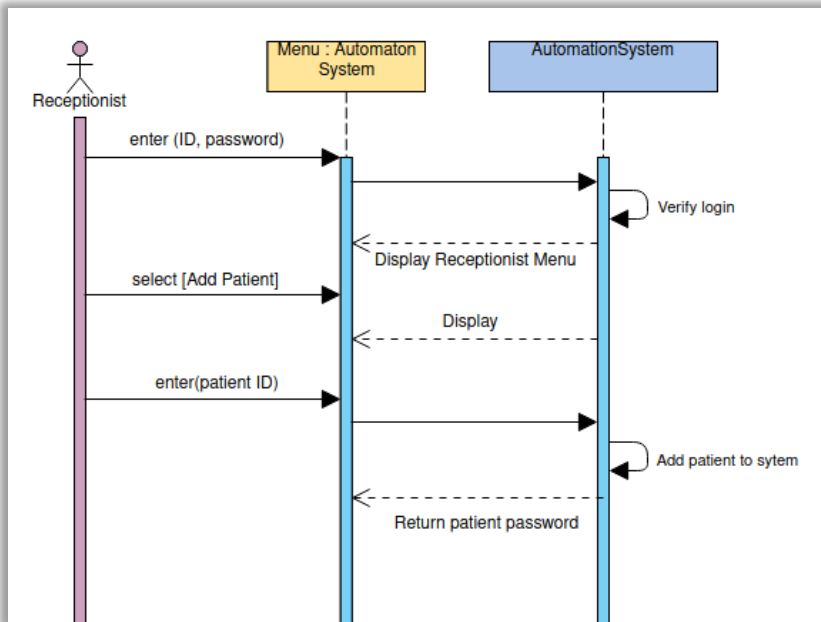 Menu : Automaton
System
AutomationSystem
Receptionist
enter (ID, password)
Verify login
Display Receptionist Menu
select [Add Patient]
Display
enter(patient ID)
Add patient to sytem
Return patient password